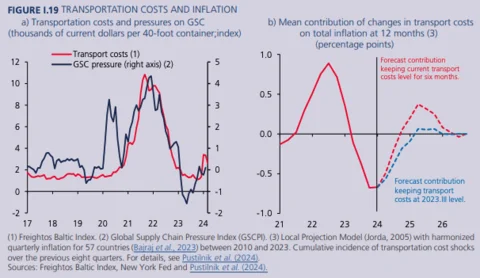 FIGURE I.19 TRANSPORTATION COSTS AND INFLATION
a) Transportation costs and pressures on GSC
(thousands of current dollars per 40-foot container;index)
Transport costs (1)
GSC pressure (right axis) (2)
12
10
8
6
4
2
0
-2
5
4
3
2
1
0
-1
-2
17 18 19 20 21 22 23 24
b) Mean contribution of changes in transport costs
on total inflation at 12 months (3)
(percentage points)
1.0
0.5
0.0
-0.5
-1.0
Forecast contribution
keeping current transport
costs level for six months.
Forecast contribution
keeping transport
costs at 2023.III level.
21 22 23 24 25 26
(1) Freightos Baltic Index. (2) Global Supply Chain Pressure Index (GSCPI). (3) Local Projection Model (Jorda, 2005) with harmonized
quarterly inflation for 57 countries (Bajraj et al., 2023) between 2010 and 2023. Cumulative incidence of transportation cost shocks
over the previous eight quarters. For details, see Pustilnik et al. (2024).
Sources: Freightos Baltic Index, New York Fed and Pustilnik et al. (2024).